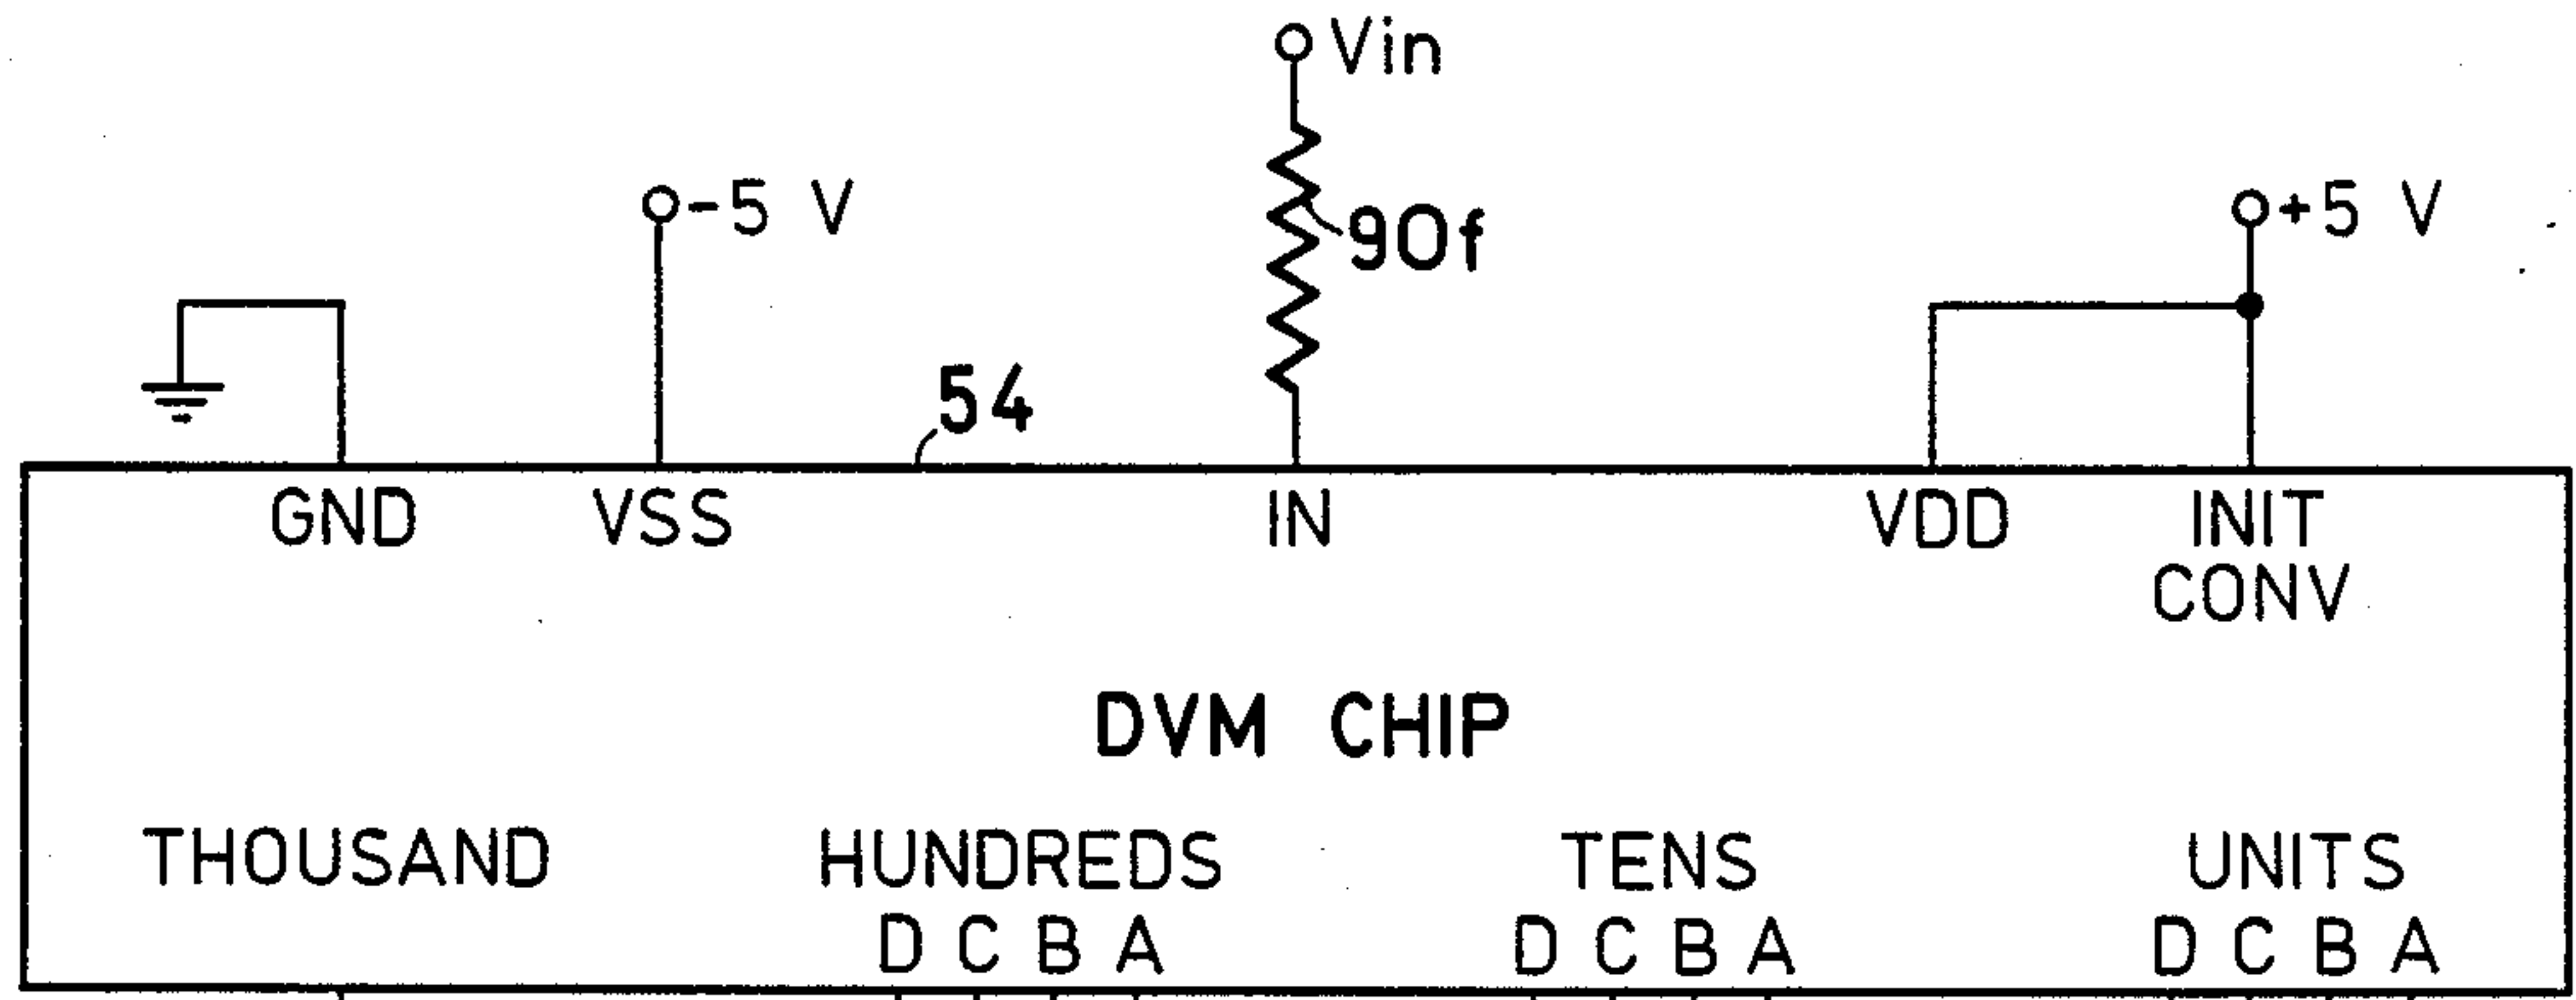 Vin
-5 V
90f
+5 V
54
GND VSS IN VDD INIT
CONV
DVM CHIP
THOUSAND HUNDREDS TENS UNITS
D C B A D C B A D C B A